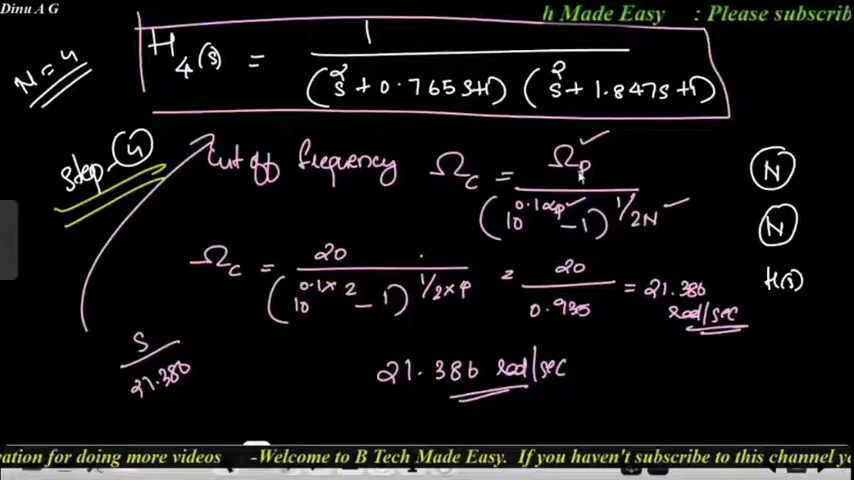 Dinu A G
h Made Easy : Please subscrib
N = 4
H4(s) = 1 / (s² + 0.765s+1) (s² + 1.847s+1)
Step-4
Cut off frequency Ωc = Ωp / (10^0.1αp - 1)^1/2N
N
N
H(s)
Ωc = 20 / (10^0.1×2 - 1)^1/2×4 = 20 / 0.935 = 21.386 rad/sec
S / 21.386
21.386 rad/sec
vation for doing more videos -Welcome to B Tech Made Easy. If you haven't subscribe to this channel ye